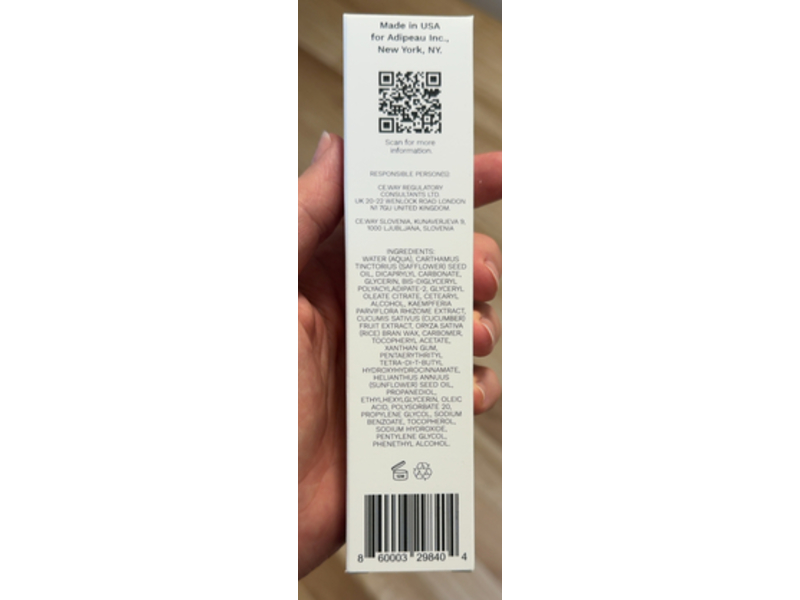 Made in USA
for Adipeau Inc.,
New York, NY.
Scan for more
information.
RESPONSIBLE PERSON(S):
CE.WAY REGULATORY
CONSULTANTS LTD.
UK 20-22 WENLOCK ROAD LONDON
N1 7GU UNITED KINGDOM.
CE.WAY SLOVENIA, KUNAVERJEVA 9,
1000 LJUBLJANA, SLOVENIA
INGREDIENTS:
WATER (AQUA), CARTHAMUS
TINCTORIUS (SAFFLOWER) SEED
OIL, DICAPRYLYL CARBONATE,
GLYCERIN, BIS-DIGLYCERYL
POLYACYLADIPATE-2, GLYCERYL
OLEATE CITRATE, CETEARYL
ALCOHOL, KAEMPFERIA
PARVIFLORA RHIZOME EXTRACT,
CUCUMIS SATIVUS (CUCUMBER)
FRUIT EXTRACT, ORYZA SATIVA
(RICE) BRAN WAX, CARBOMER,
TOCOPHERYL ACETATE,
XANTHAN GUM,
PENTAERYTHRITYL
TETRA-DI-T-BUTYL
HYDROXYHYDROCINNAMATE,
HELIANTHUS ANNUUS
(SUNFLOWER) SEED OIL,
PROPANEDIOL,
ETHYLHEXYLGLYCERIN, OLEIC
ACID, POLYSORBATE 20,
PROPYLENE GLYCOL, SODIUM
BENZOATE, TOCOPHEROL,
SODIUM HYDROXIDE,
PENTYLENE GLYCOL,
PHENETHYL ALCOHOL.
8 60003 29840 4